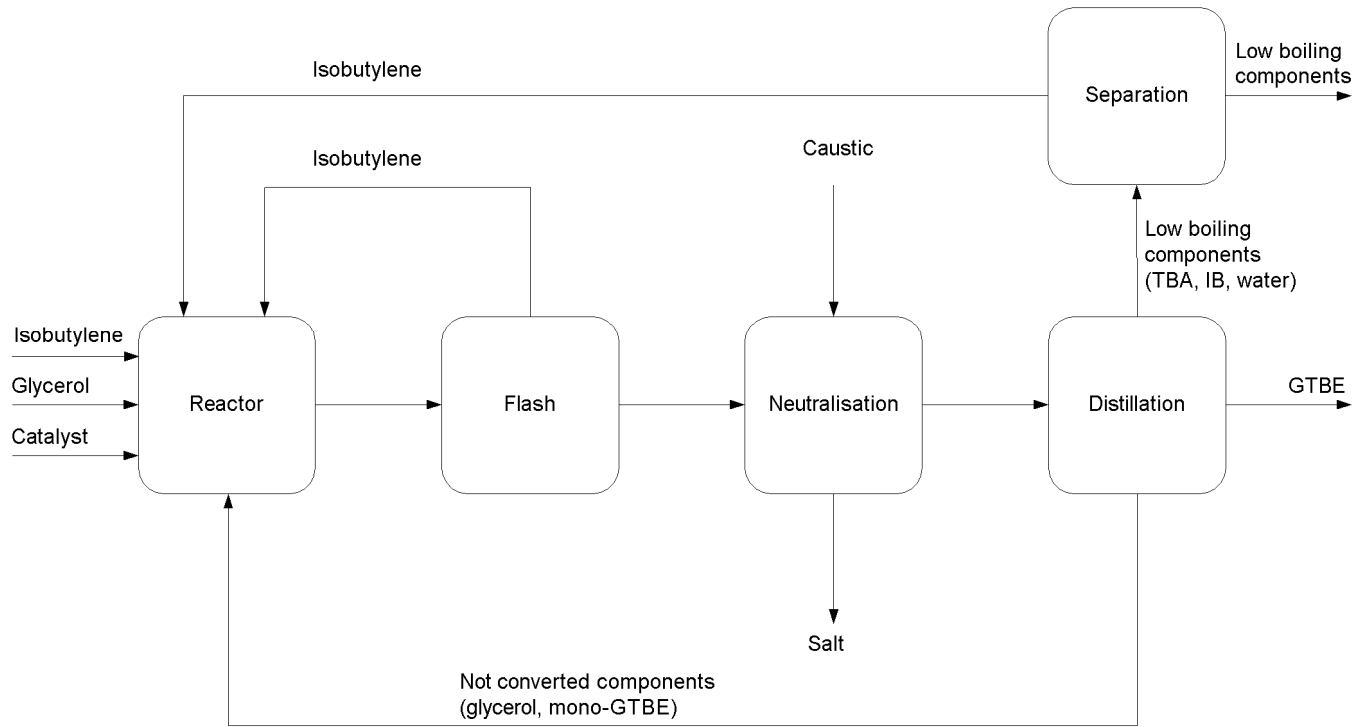 Isobutylene
Low boiling
components
Separation
Isobutylene
Caustic
Low boiling
components
(TBA, IB, water)
Isobutylene
Glycerol
Catalyst
Reactor
Flash
Neutralisation
Distillation
GTBE
Salt
Not converted components
(glycerol, mono-GTBE)